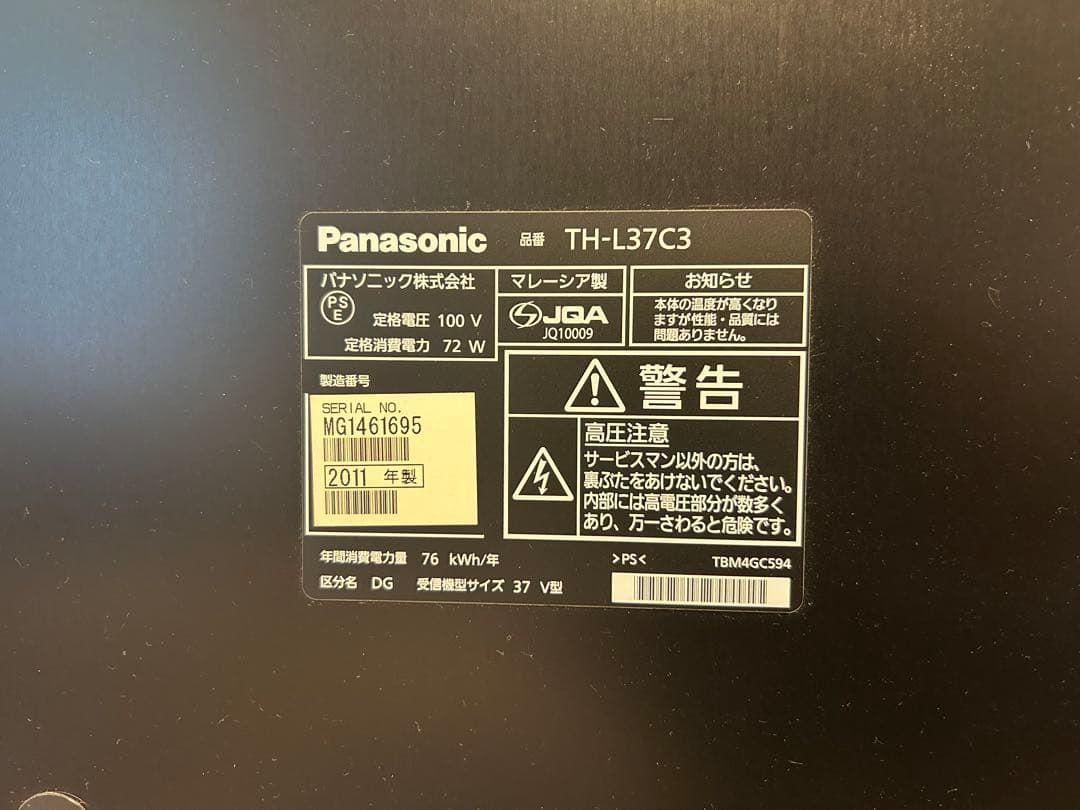 Panasonic 品番 TH-L37C3
パナソニック株式会社
PS
E
定格電圧 100 V
定格消費電力 72 W
マレーシア製
JQA
JQ10009
お知らせ
本体の温度が高くなり
ますが性能・品質には
問題ありません。
製造番号
SERIAL NO.
MG1461695
2011 年製
警告
高圧注意
サービスマン以外の方は、
裏ぶたをあけないでください。
内部には高電圧部分が数多く
あり、万一さわると危険です。
年間消費電力量 76 kWh/年
区分名 DG 受信機型サイズ 37 V型
>PS< TBM4GC594